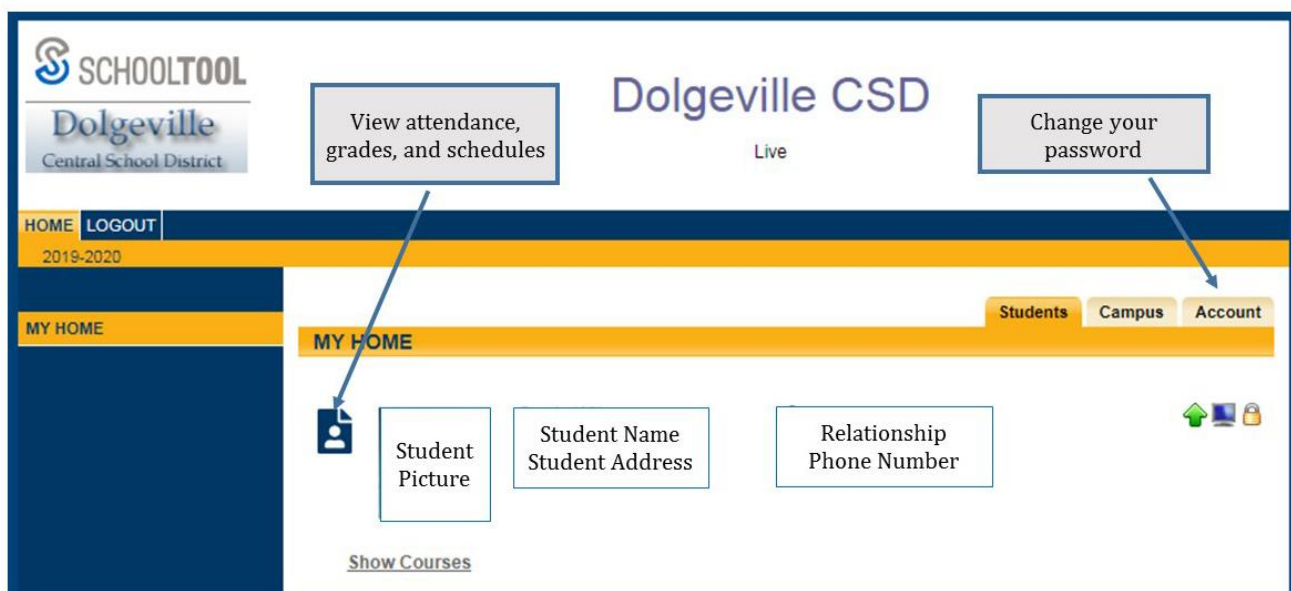 SCHOOLTOOL
Dolgeville
Central School District
View attendance,
grades, and schedules
Dolgeville CSD
Live
Change your
password
HOME LOGOUT
2019-2020
Students Campus Account
MY HOME
MY HOME
Student
Picture
Student Name
Student Address
Relationship
Phone Number
Show Courses